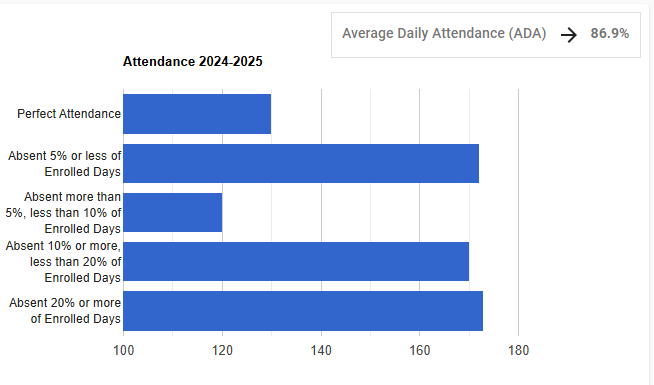 Average Daily Attendance (ADA) → 86.9%
Attendance 2024-2025
Perfect Attendance
Absent 5% or less of
Enrolled Days
Absent more than
5%, less than 10% of
Enrolled Days
Absent 10% or more,
less than 20% of
Enrolled Days
Absent 20% or more
of Enrolled Days
100 120 140 160 180